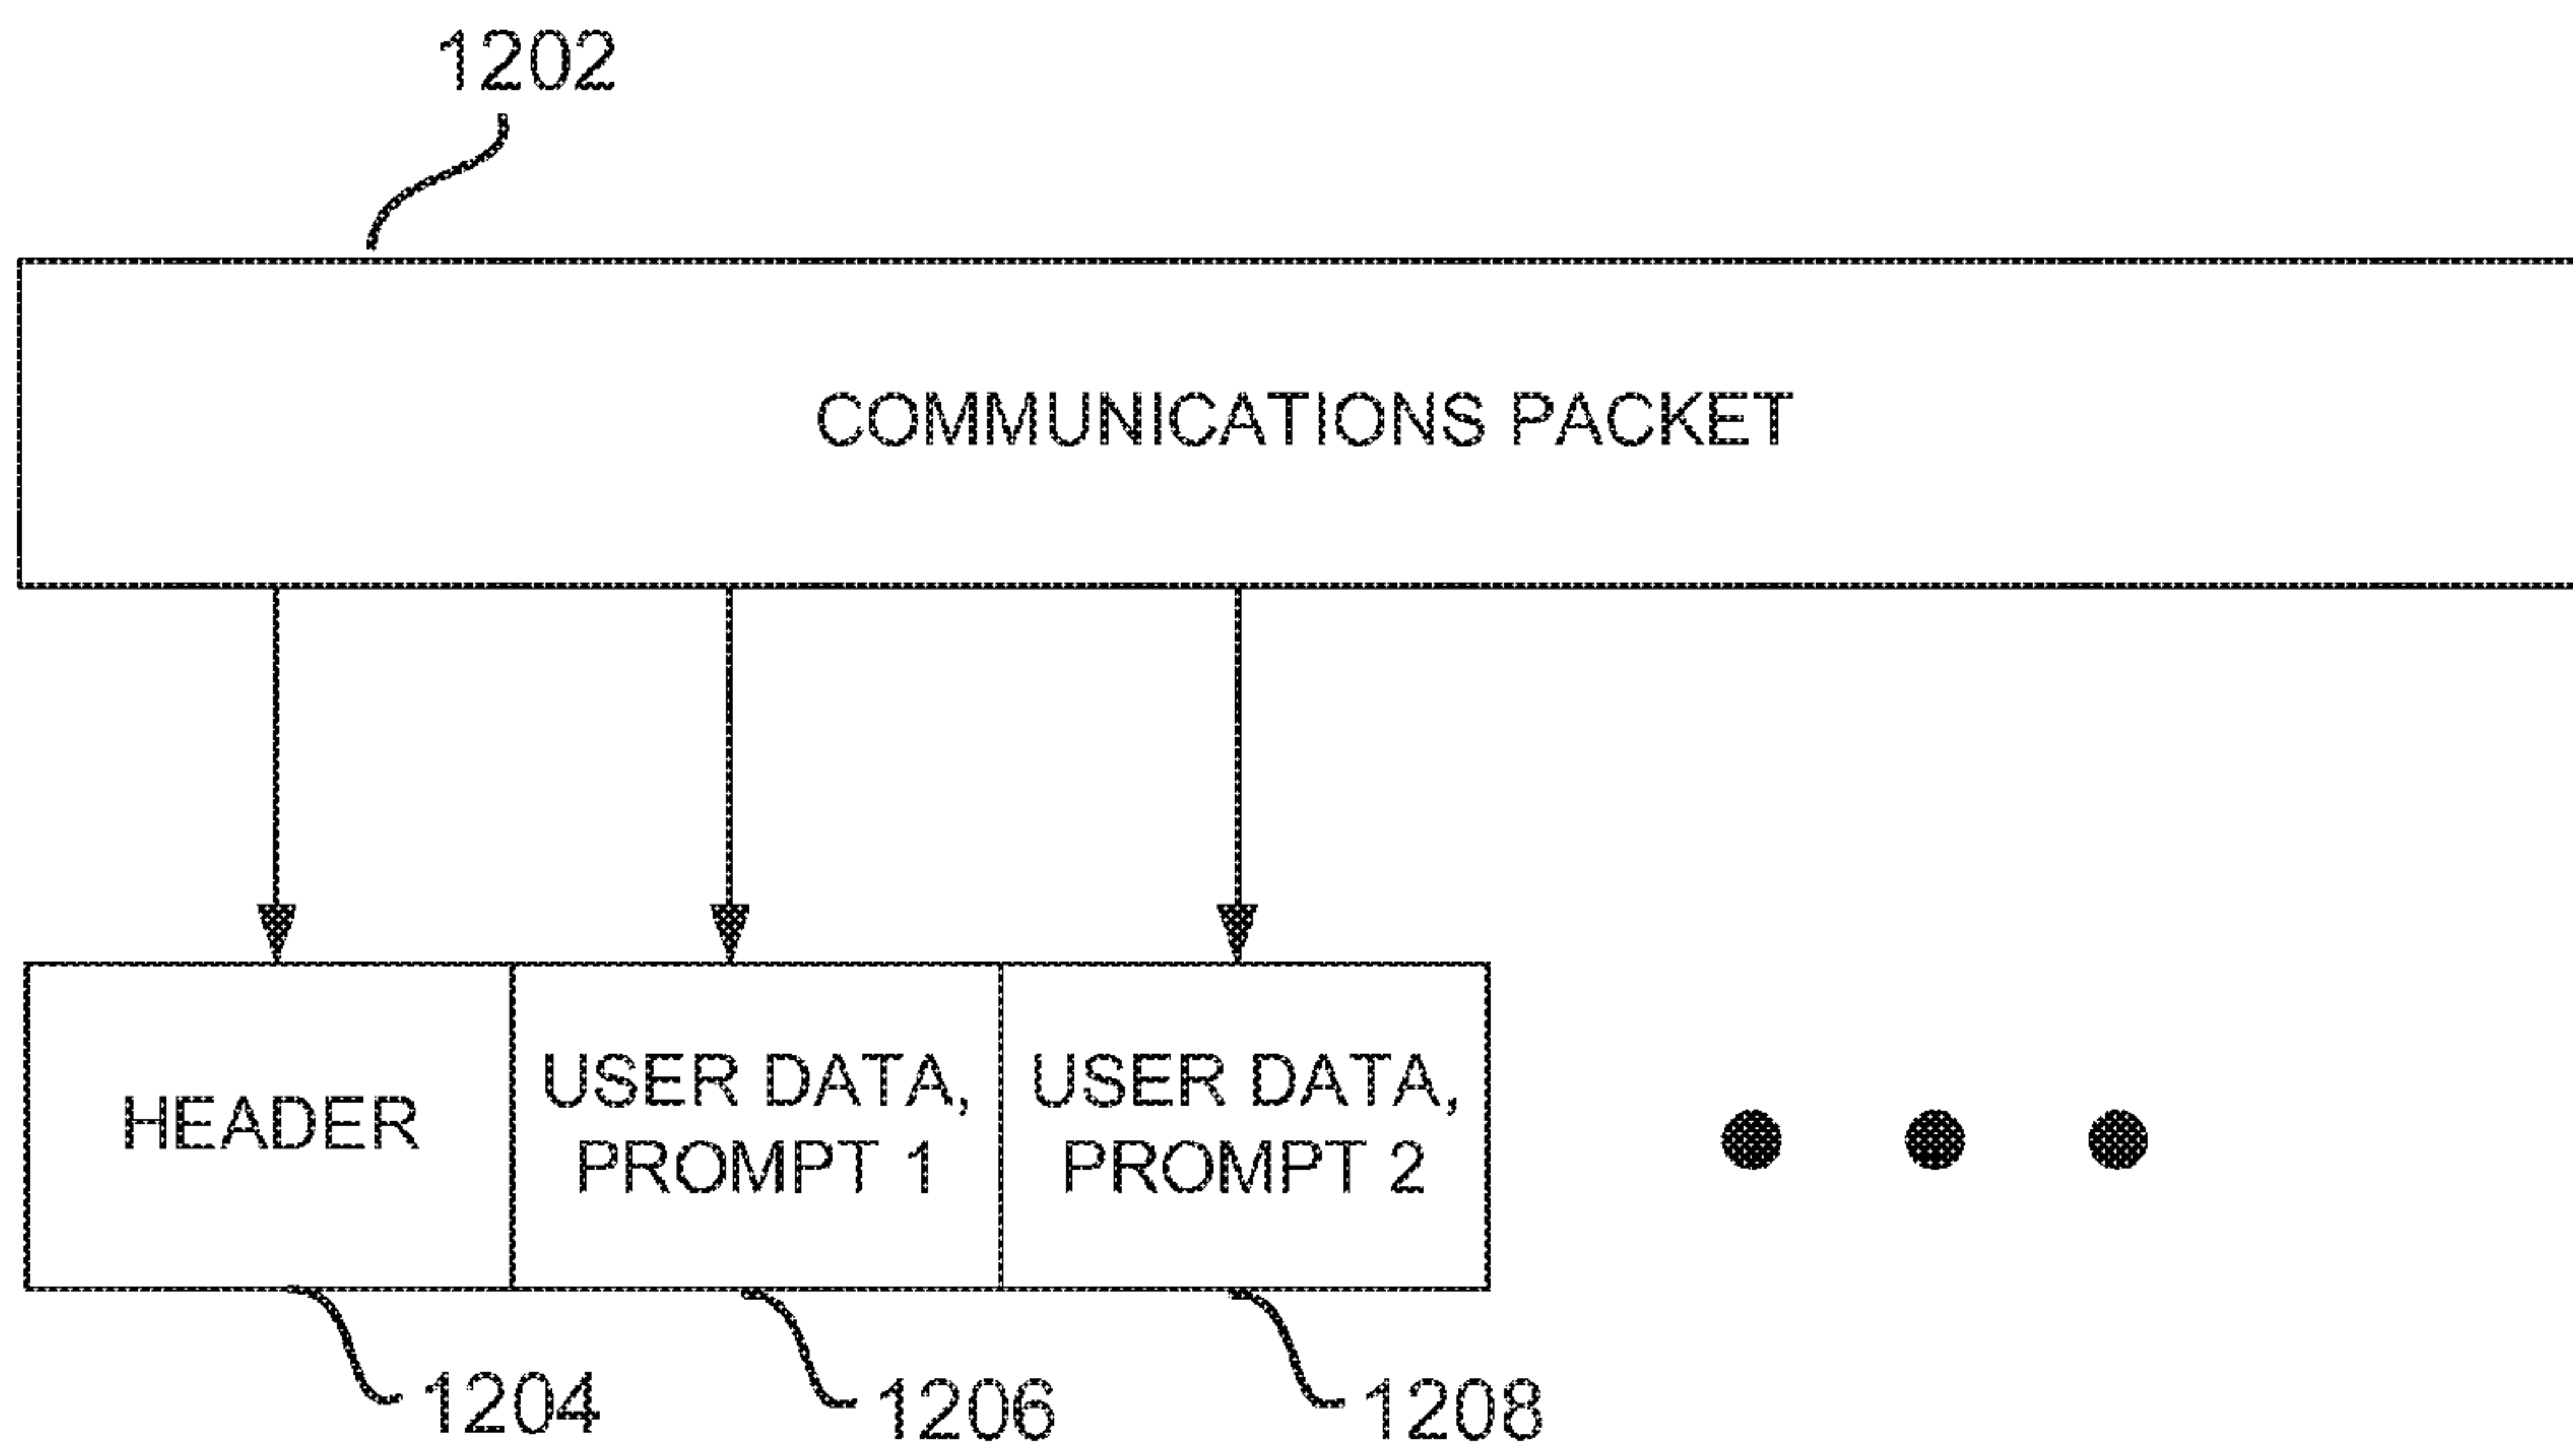 1202
COMMUNICATIONS PACKET
HEADER
USER DATA,
PROMPT 1
USER DATA,
PROMPT 2
1204
1206
1208